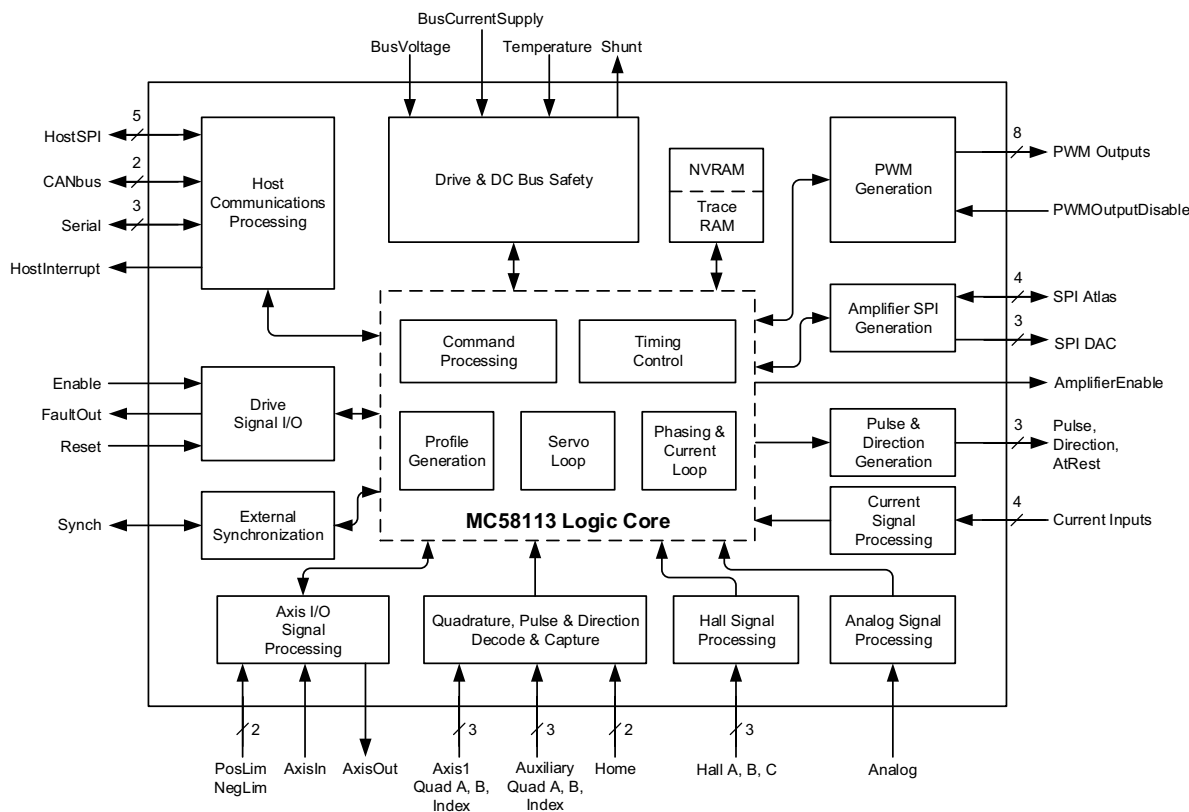 BusCurrentSupply
BusVoltage
Temperature
Shunt
5
HostSPI
2
CANbus
3
Serial
HostInterrupt
Host
Communications
Processing
Drive & DC Bus Safety
NVRAM
Trace
RAM
PWM
Generation
8
PWM Outputs
PWMOutputDisable
Amplifier SPI
Generation
4
SPI Atlas
3
SPI DAC
AmplifierEnable
Command
Processing
Timing
Control
Enable
FaultOut
Reset
Drive
Signal I/O
Profile
Generation
Servo
Loop
Phasing &
Current
Loop
Pulse &
Direction
Generation
3
Pulse,
Direction,
AtRest
MC58113 Logic Core
Synch
External
Synchronization
Current
Signal
Processing
4
Current Inputs
Axis I/O
Signal
Processing
Quadrature, Pulse & Direction
Decode & Capture
Hall Signal
Processing
Analog Signal
Processing
2
3
3
2
3
PosLim
NegLim
AxisIn
AxisOut
Axis1
Quad A, B,
Index
Auxiliary
Quad A, B,
Index
Home
Hall A, B, C
Analog